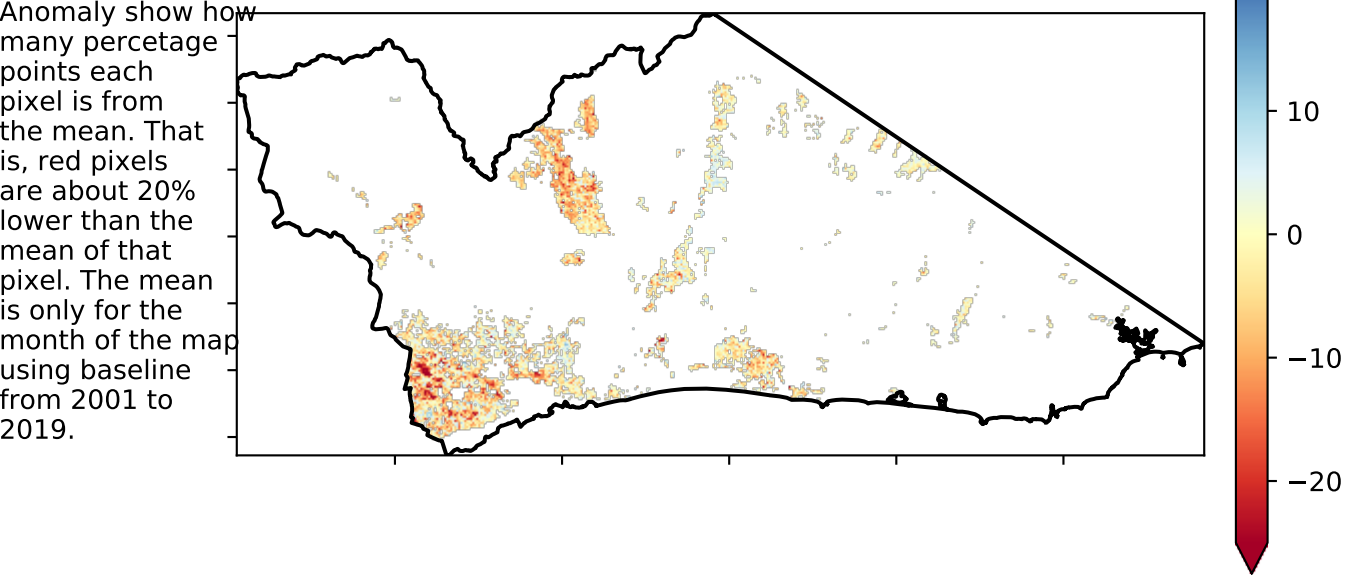 Anomaly show how
many percetage
points each
pixel is from
the mean. That
is, red pixels
are about 20%
lower than the
mean of that
pixel. The mean
is only for the
month of the map
using baseline
from 2001 to
2019.
10
0
−10
−20